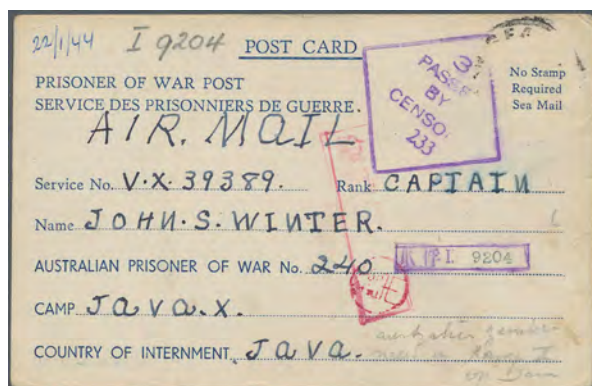 22/1/44 I 9204 POST CARD
3
PASSED
BY
CENSOR
233
No Stamp
Required
Sea Mail
PRISONER OF WAR POST
SERVICE DES PRISONNIERS DE GUERRE.
AIR. MAIL
Service No. V.X. 39389. Rank CAPTAIN
Name JOHN.S. WINTER.
AUSTRALIAN PRISONER OF WAR No. 240
I. 9204
CAMP JAVA.X.
COUNTRY OF INTERNMENT JAVA.